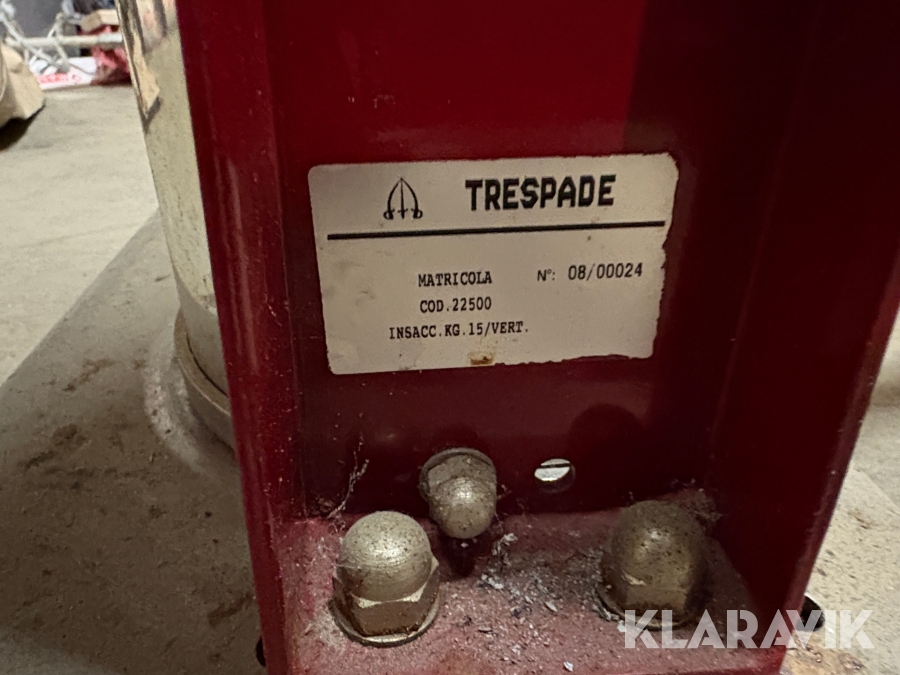 TRESPADE
MATRICOLA N°: 08/00024
COD.22500
INSACC.KG.15/VERT.
KLARAVIK